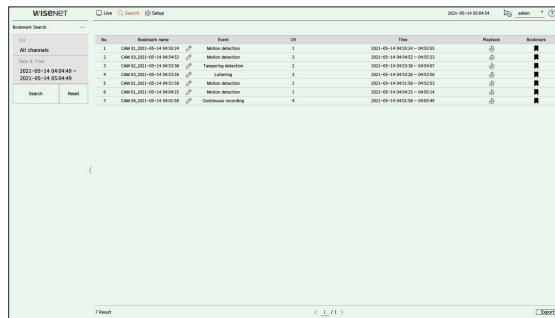 WISENET Live Search Setup 2021-05-14 05:04:54 admin
Bookmark Search ...
CH
All channels
Date & Time
2021-05-14 04:04:49 ~
2021-05-14 05:04:49
Search Reset
No. Bookmark name Event CH Time Playback Bookmark
1 CAM 01_2021-05-14 04:55:24 Motion detection 1 2021-05-14 04:55:24 ~ 04:55:55
2 CAM 03_2021-05-14 04:54:52 Motion detection 3 2021-05-14 04:54:52 ~ 04:55:23
3 CAM 02_2021-05-14 04:53:38 Tampering detection 2 2021-05-14 04:53:38 ~ 04:54:07
4 CAM 03_2021-05-14 04:53:26 Loitering 3 2021-05-14 04:53:26 ~ 04:53:56
5 CAM 01_2021-05-14 04:51:58 Motion detection 1 2021-05-14 04:51:58 ~ 04:52:53
6 CAM 01_2021-05-14 04:04:25 Motion detection 1 2021-05-14 04:04:25 ~ 04:05:14
7 CAM 04_2021-05-14 04:01:58 Continuous recording 4 2021-05-14 04:01:58 ~ 04:05:49
7 Result 1 / 1 Export